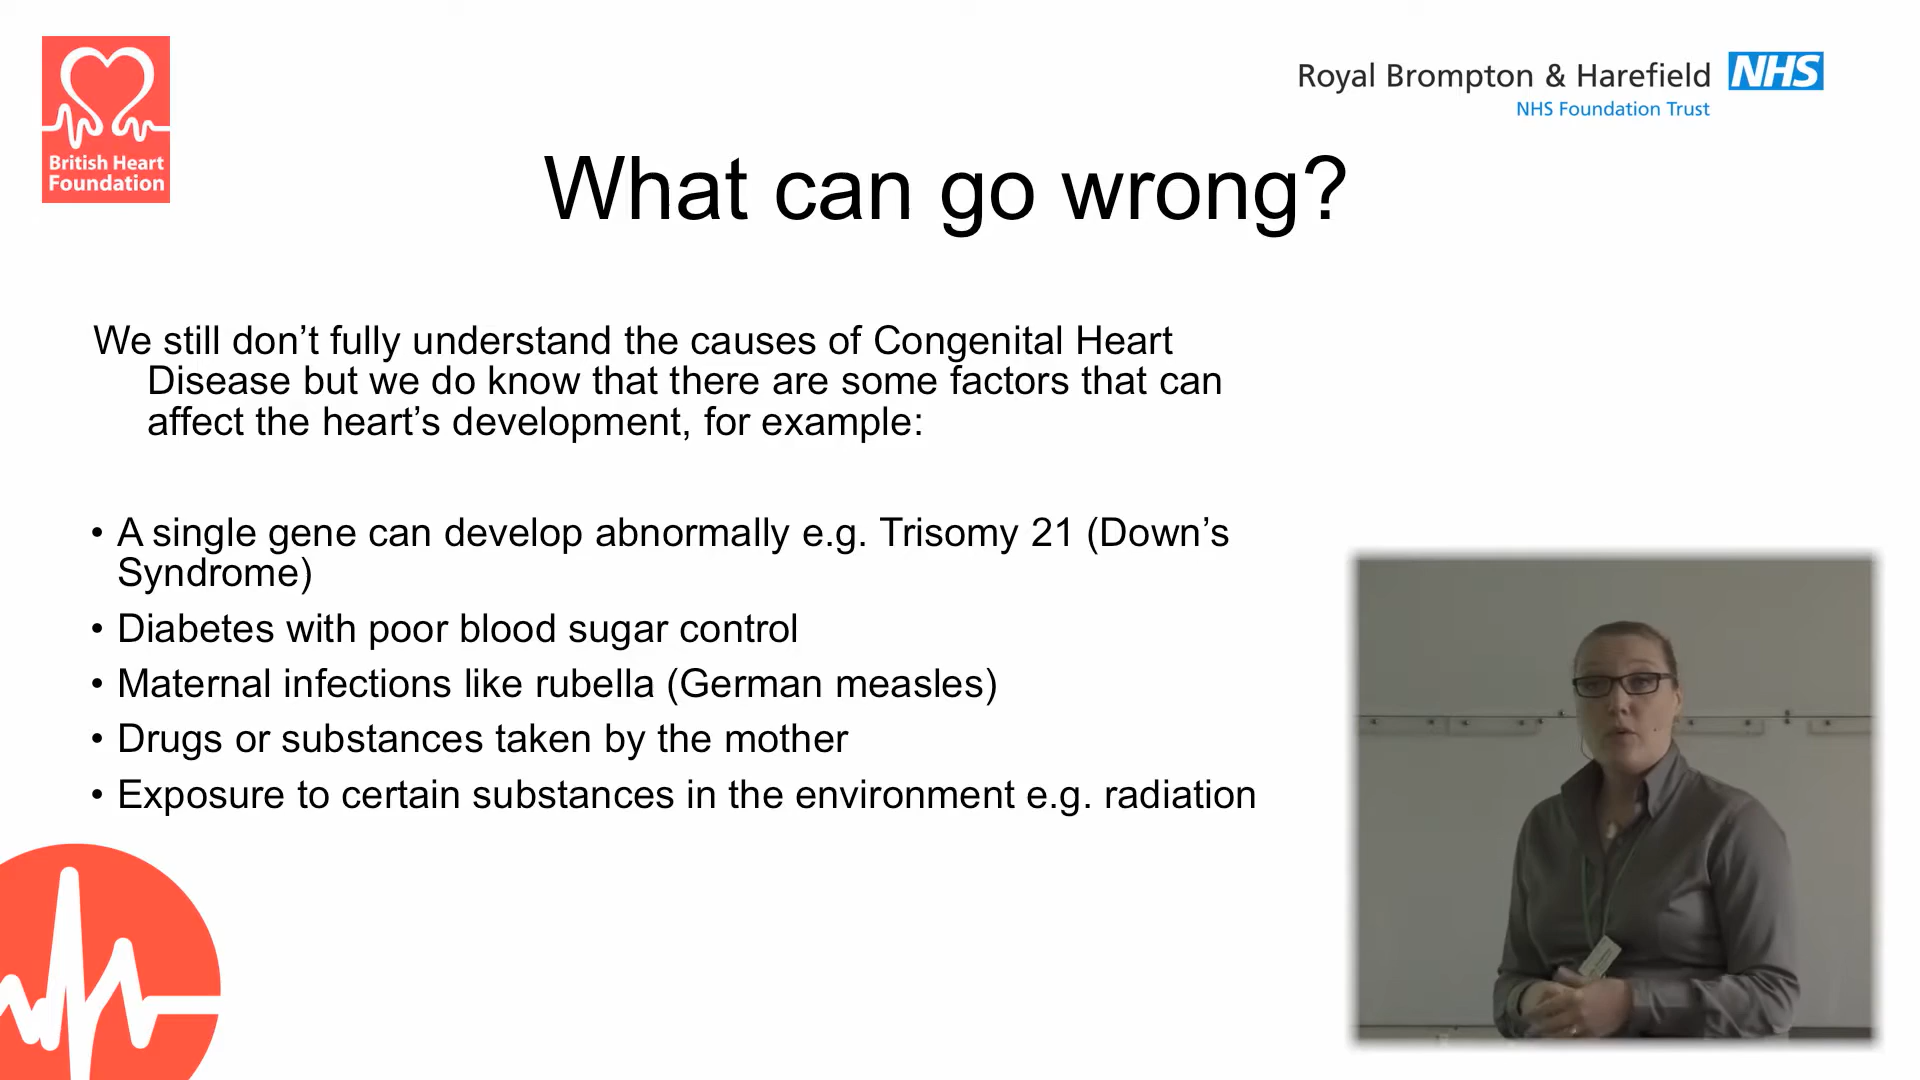 British Heart
Foundation
Royal Brompton & Harefield NHS
NHS Foundation Trust
What can go wrong?
We still don’t fully understand the causes of Congenital Heart
Disease but we do know that there are some factors that can
affect the heart’s development, for example:
• A single gene can develop abnormally e.g. Trisomy 21 (Down’s
Syndrome)
• Diabetes with poor blood sugar control
• Maternal infections like rubella (German measles)
• Drugs or substances taken by the mother
• Exposure to certain substances in the environment e.g. radiation